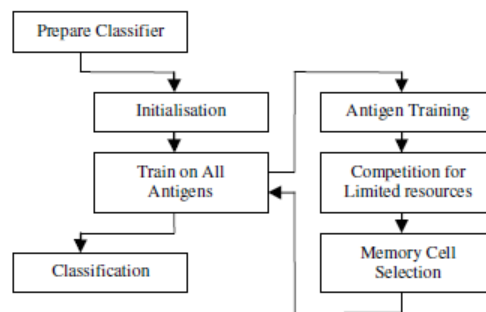 Prepare Classifier
Initialisation
Train on All
Antigens
Classification
Antigen Training
Competition for
Limited resources
Memory Cell
Selection